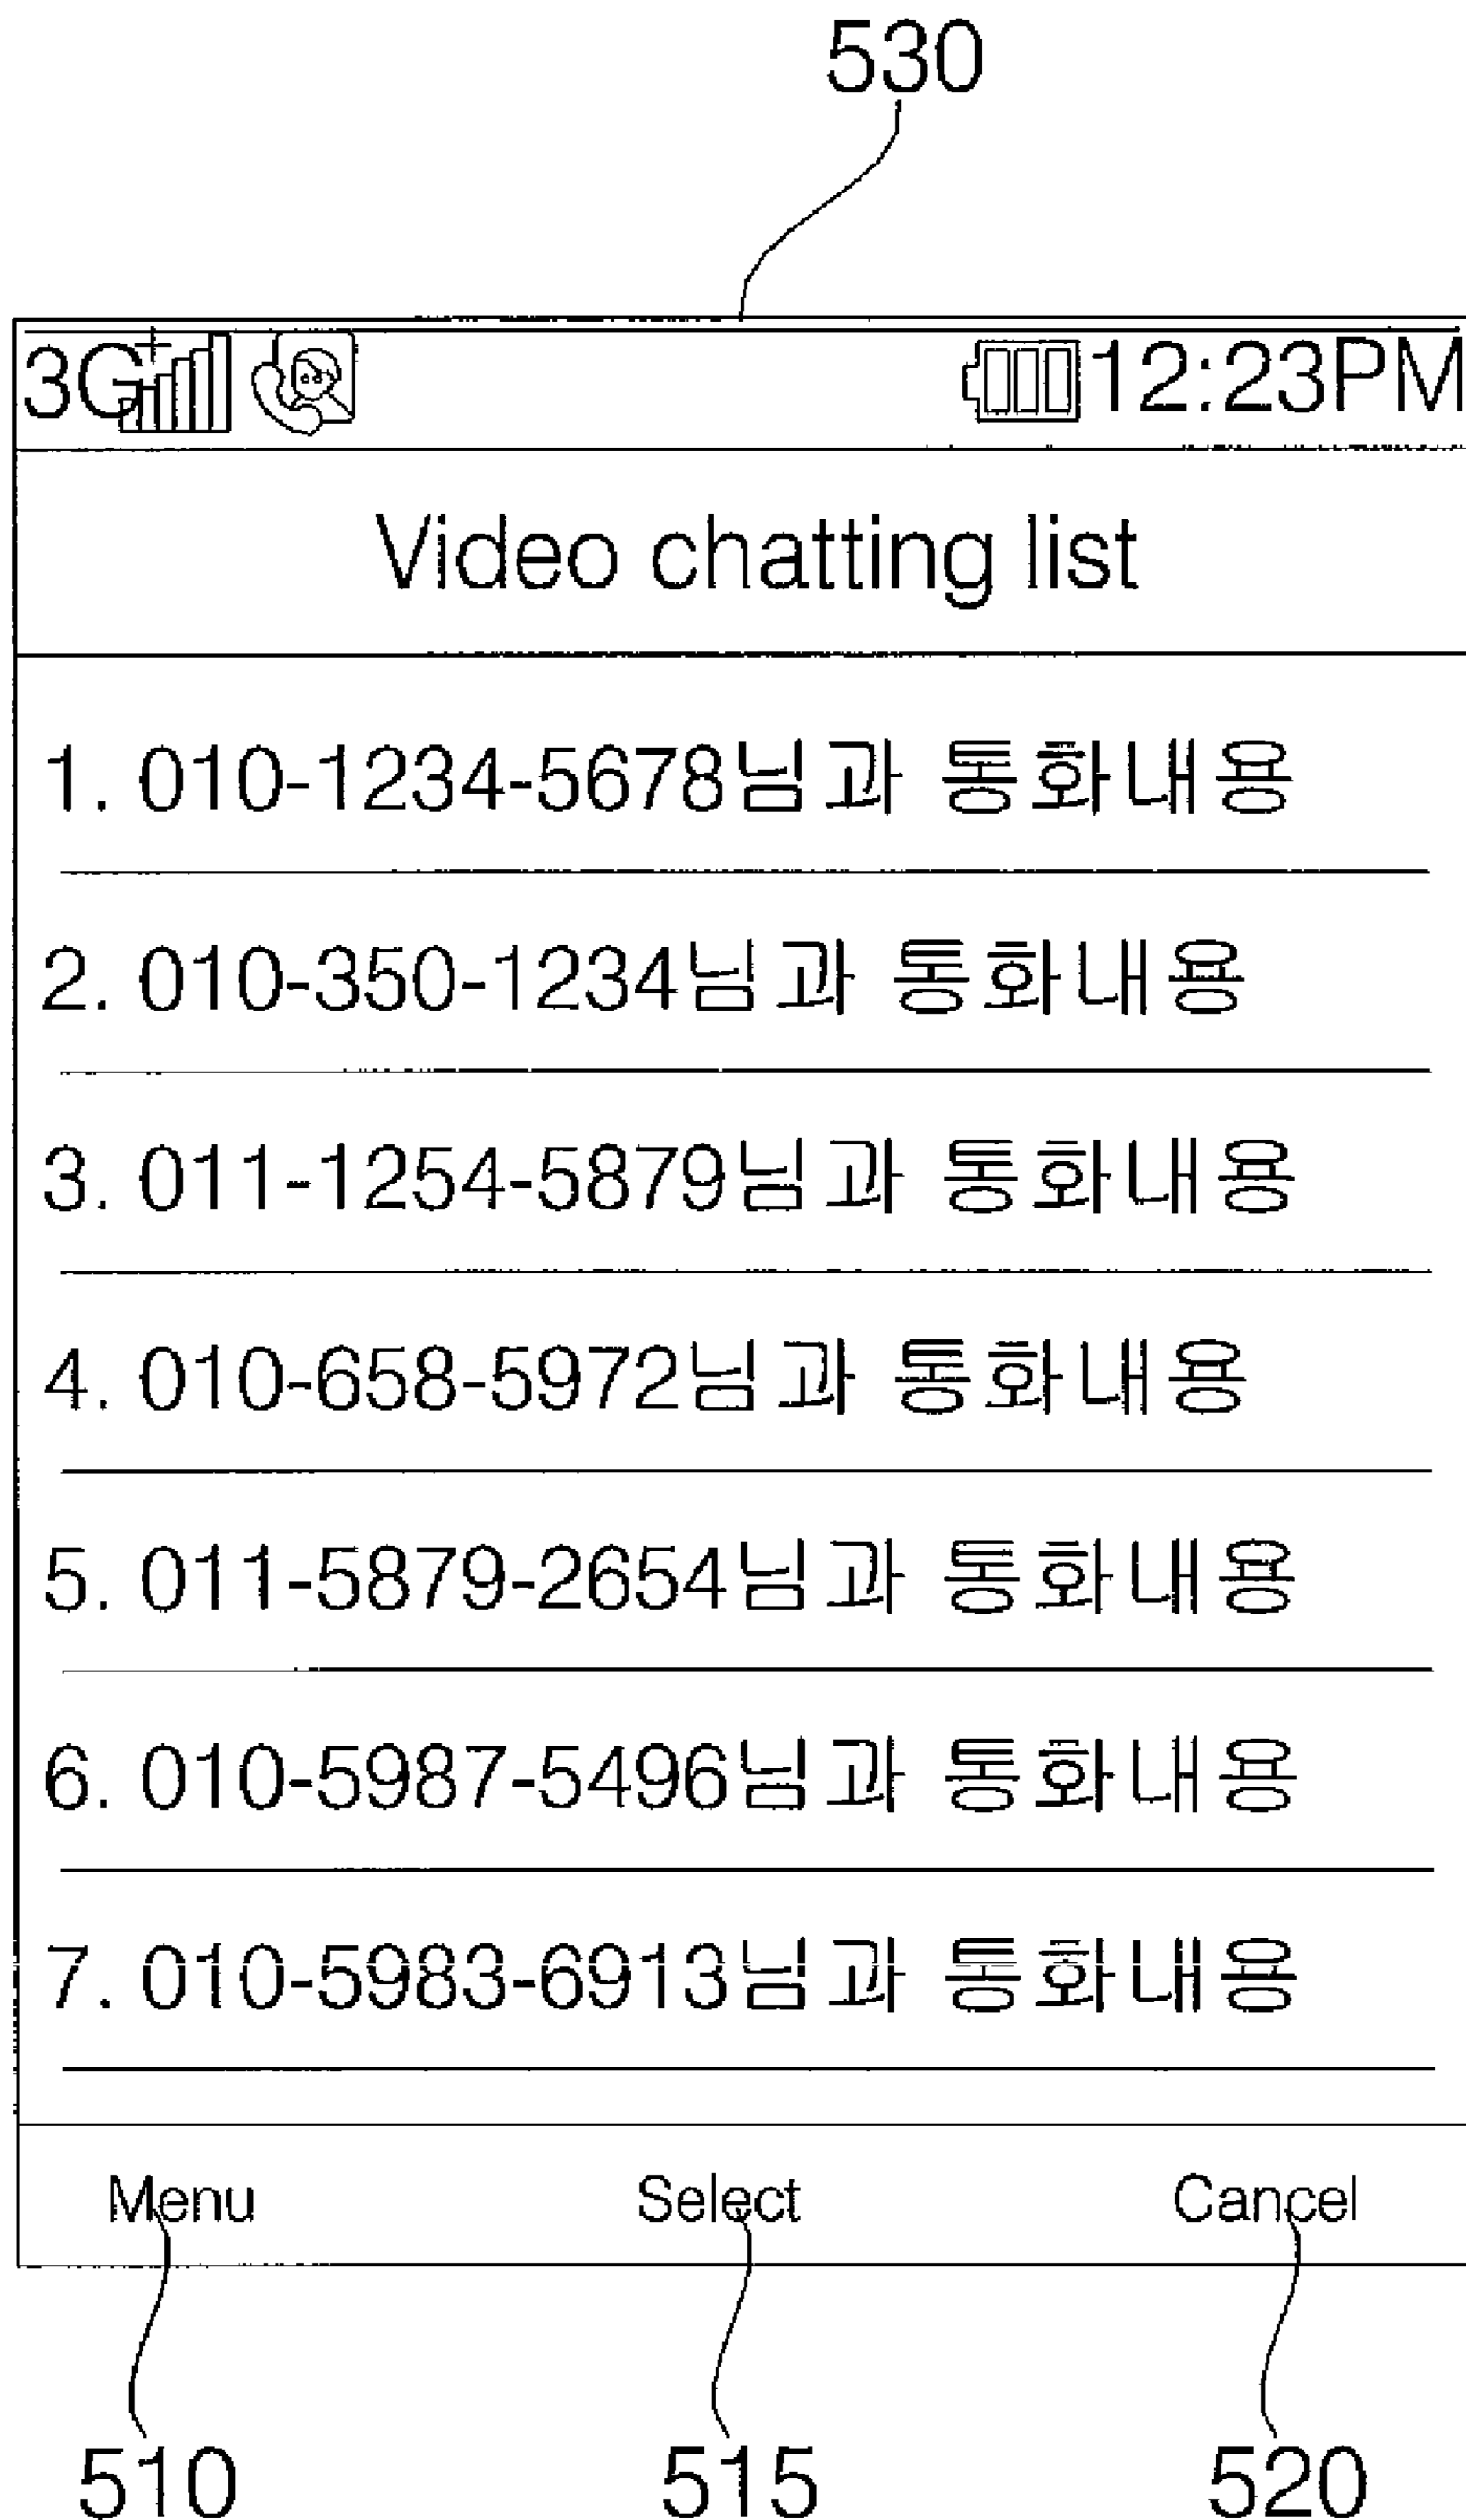 530
3G+ 12:23PM
Video chatting list
1. 010-1234-5678님과 통화내용
2. 010-350-1234님과 통화내용
3. 011-1254-5879님과 통화내용
4. 010-658-5972님과 통화내용
5. 011-5879-2654님과 통화내용
6. 010-5987-5496님과 통화내용
7. 010-5983-6913님과 통화내용
Menu Select Cancel
510 515 520